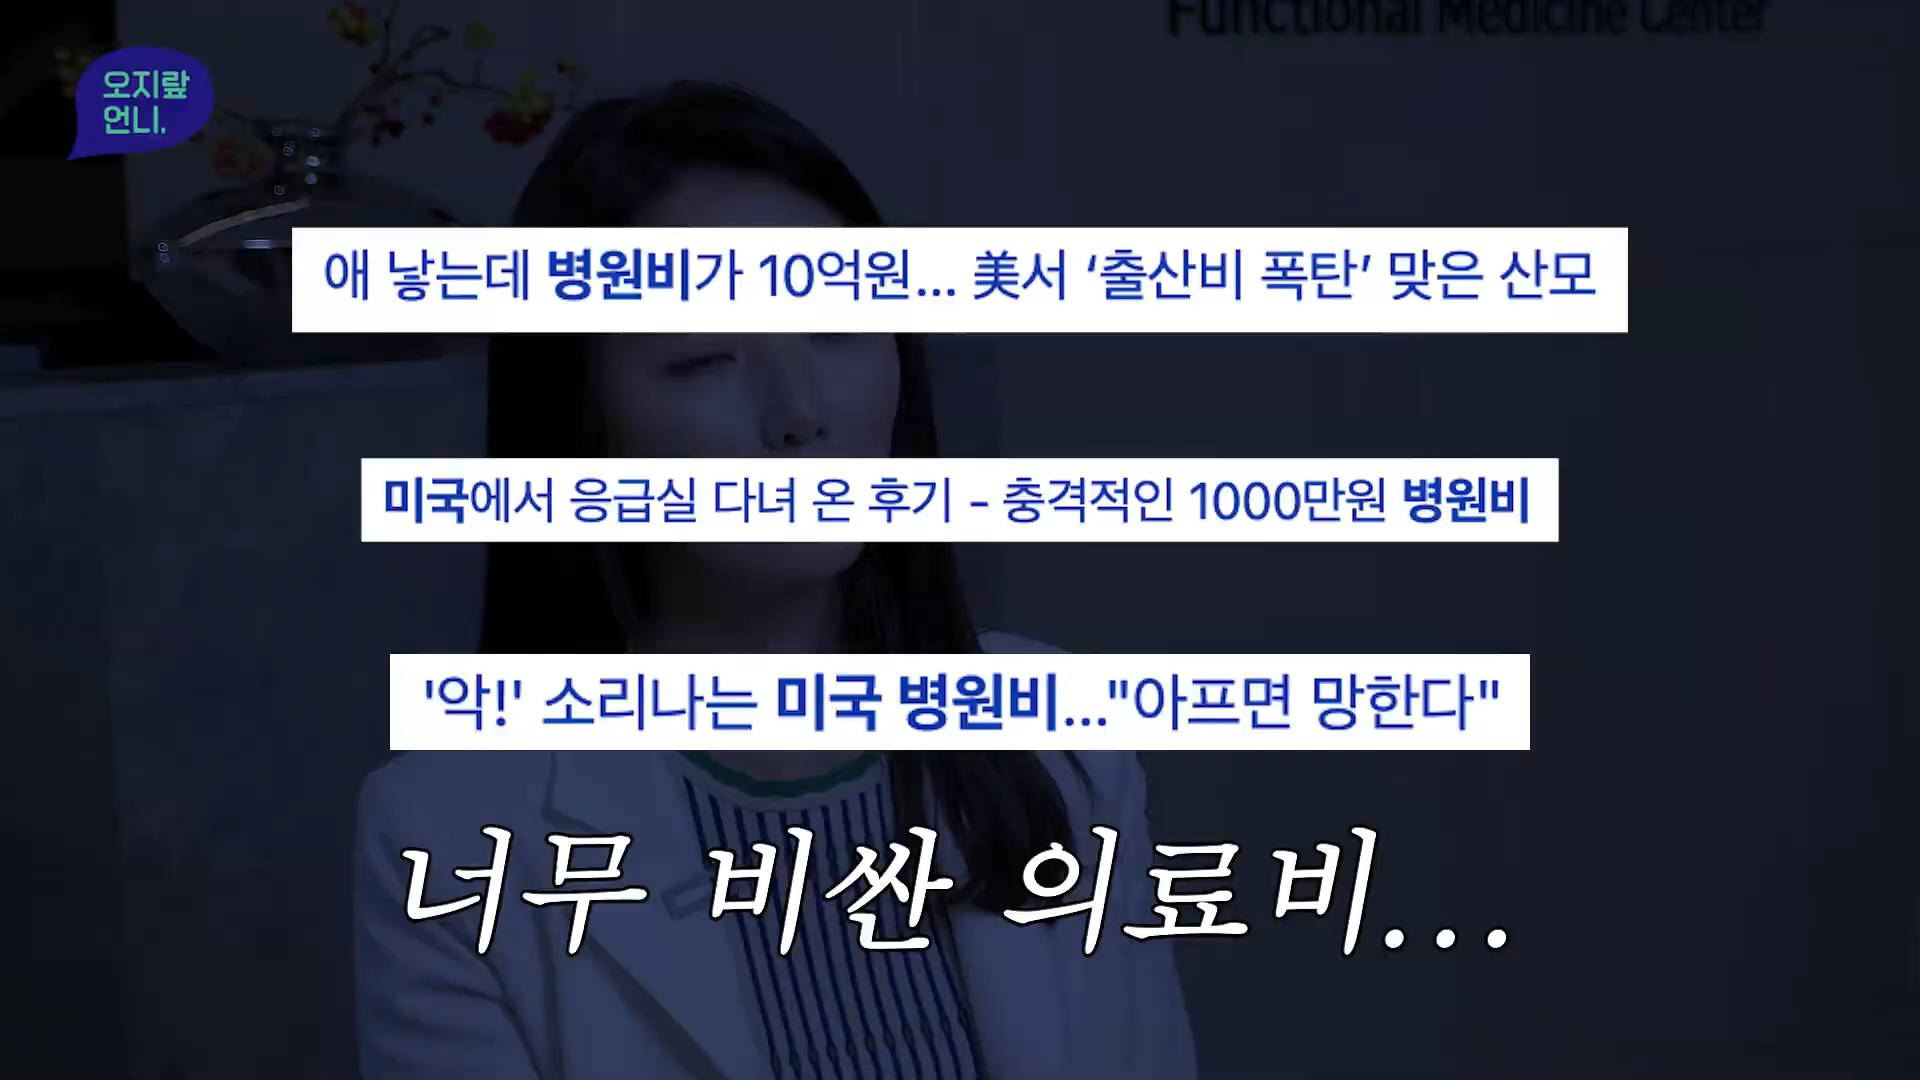 Functional Medicine Center
오지랖
언니.
애 낳는데 병원비가 10억원... 美서 ‘출산비 폭탄’ 맞은 산모
미국에서 응급실 다녀 온 후기 - 충격적인 1000만원 병원비
'악!' 소리나는 미국 병원비..."아프면 망한다"
너무 비싼 의료비...